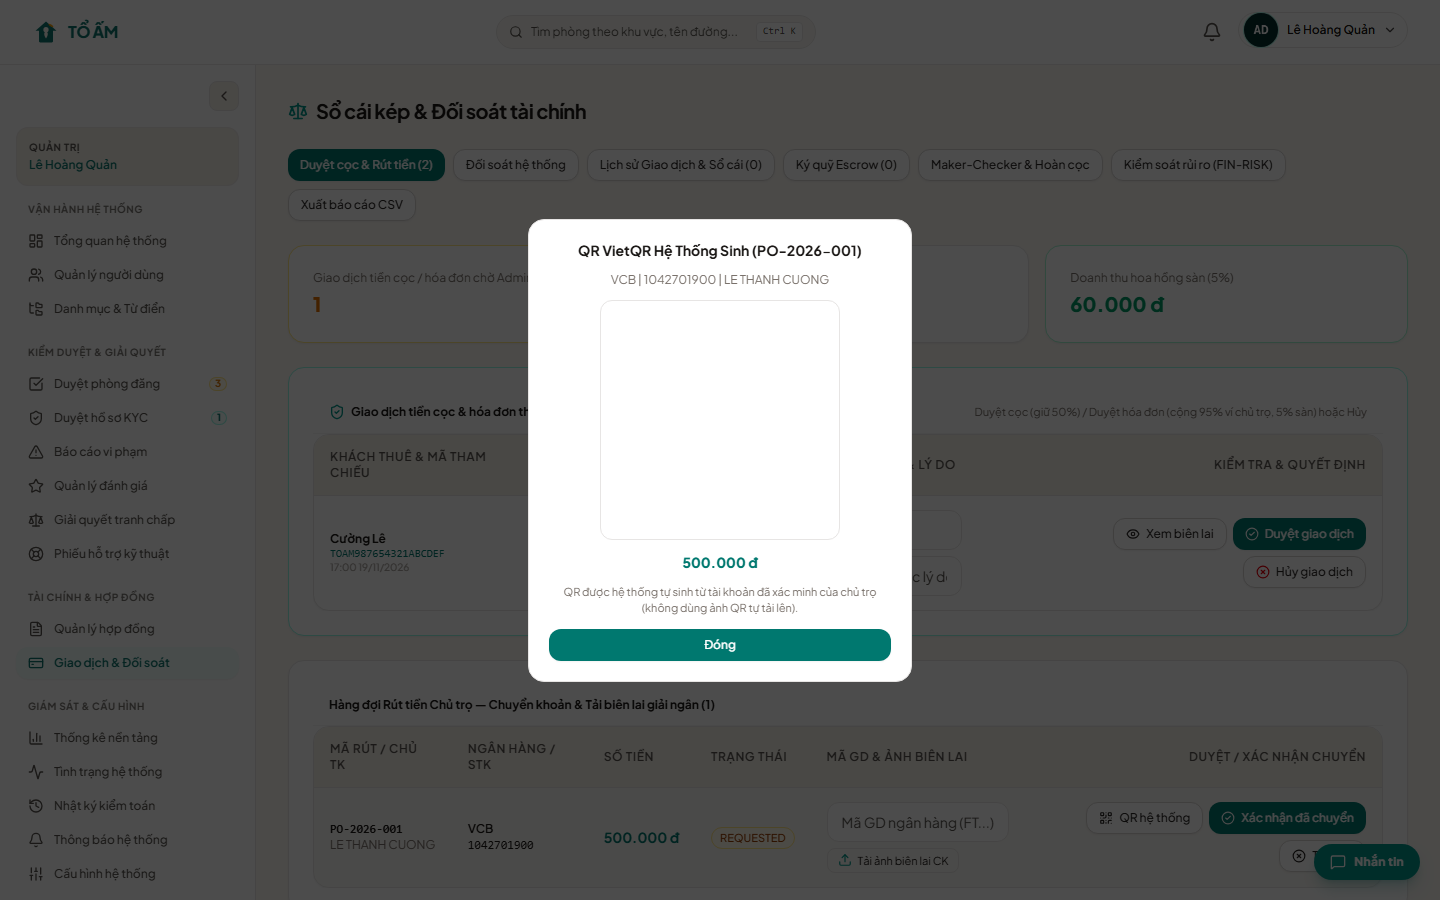 TỔ ẤM
Tìm phòng theo khu vực, tên đường...
Ctrl K
AD
Lê Hoàng Quân
QUẢN TRỊ
Lê Hoàng Quân
VẬN HÀNH HỆ THỐNG
Tổng quan hệ thống
Quản lý người dùng
Danh mục & Từ điển
KIỂM DUYỆT & GIẢI QUYẾT
Duyệt phòng đăng
3
Duyệt hồ sơ KYC
1
Báo cáo vi phạm
Quản lý đánh giá
Giải quyết tranh chấp
Phiếu hỗ trợ kỹ thuật
TÀI CHÍNH & HỢP ĐỒNG
Quản lý hợp đồng
Giao dịch & Đối soát
GIÁM SÁT & CẤU HÌNH
Thống kê nền tảng
Tình trạng hệ thống
Nhật ký kiểm toán
Thông báo hệ thống
Cấu hình hệ thống
Sổ cái kép & Đối soát tài chính
Duyệt cọc & Rút tiền (2)
Đối soát hệ thống
Lịch sử Giao dịch & Sổ cái (0)
Ký quỹ Escrow (0)
Maker-Checker & Hoàn cọc
Kiểm soát rủi ro (FIN-RISK)
Xuất báo cáo CSV
Giao dịch tiền cọc / hóa đơn chờ Admin
1
Doanh thu hoa hồng sàn (5%)
60.000 đ
Giao dịch tiền cọc & hóa đơn th
Duyệt cọc (giữ 50%) / Duyệt hóa đơn (cộng 95% ví chủ trọ, 5% sàn) hoặc Hủy
KHÁCH THUÊ & MÃ THAM
CHIẾU
LÝ DO
KIỂM TRA & QUYẾT ĐỊNH
Cường Lê
TOAM987654321ABCDEF
17:00 19/11/2026
Xem biên lai
Duyệt giao dịch
Hủy giao dịch
QR VietQR Hệ Thống Sinh (PO-2026-001)
VCB | 1042701900 | LE THANH CUONG
500.000 đ
QR được hệ thống tự sinh từ tài khoản đã xác minh của chủ trọ
(không dùng ảnh QR tự tải lên).
Đóng
Hàng đợi Rút tiền Chủ trọ — Chuyển khoản & Tải biên lai giải ngân (1)
MÃ RÚT / CHỦ
TK
NGÂN HÀNG /
STK
SỐ TIỀN
TRẠNG THÁI
MÃ GD & ẢNH BIÊN LAI
DUYỆT / XÁC NHẬN CHUYỂN
PO-2026-001
LE THANH CUONG
VCB
1042701900
500.000 đ
REQUESTED
Mã GD ngân hàng (FT...)
Tải ảnh biên lai CK
QR hệ thống
Xác nhận đã chuyển
Nhắn tin